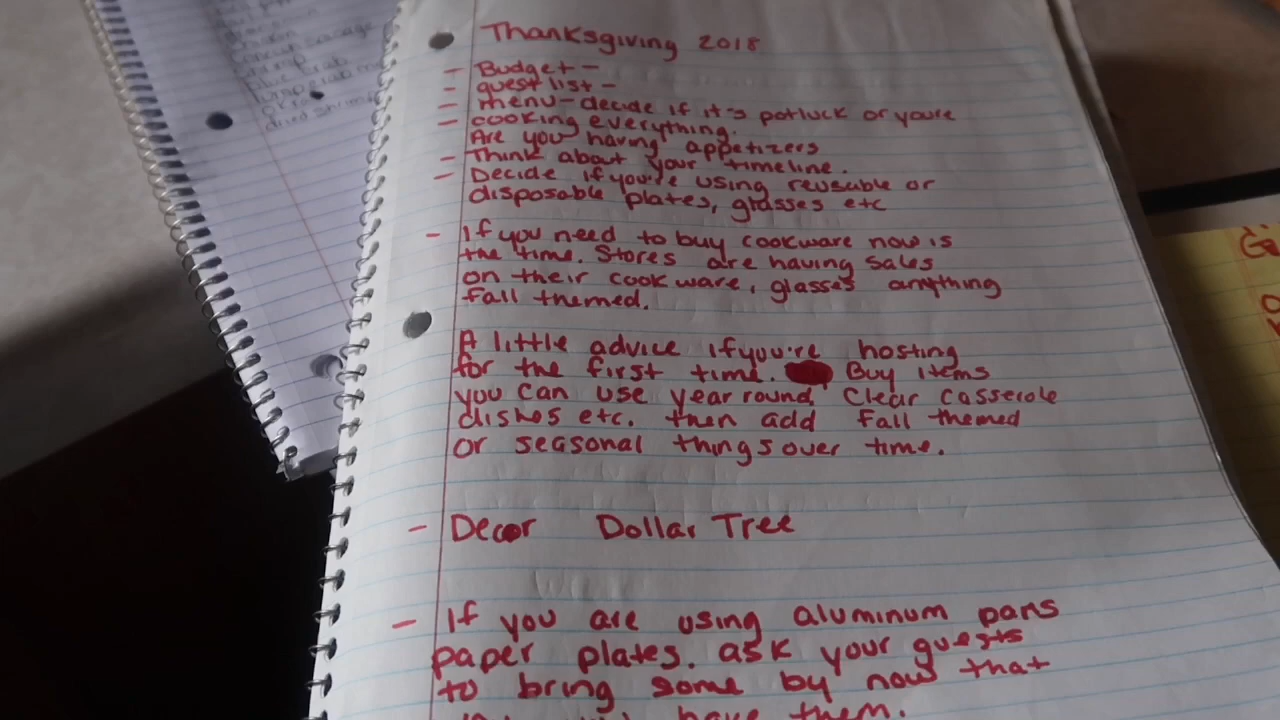 Thanksgiving 2018
- Budget -
- guest list -
- menu - decide if it's potluck or youre
- cooking everything.
Are you having appetizers
- Think about your timeline.
- Decide if you're using reusable or
disposable plates, glasses etc
- If you need to buy cookware now is
the time. Stores are having sales
on their cookware, glasses anything
fall themed.
A little advice if you're hosting
for the first time. Buy items
you can use year round Clear casserole
dishes etc. then add fall themed
or seasonal things over time.
- Decor Dollar Tree
- If you are using aluminum pans
paper plates. ask your guests
to bring some by now that
have them.
dried shrimp